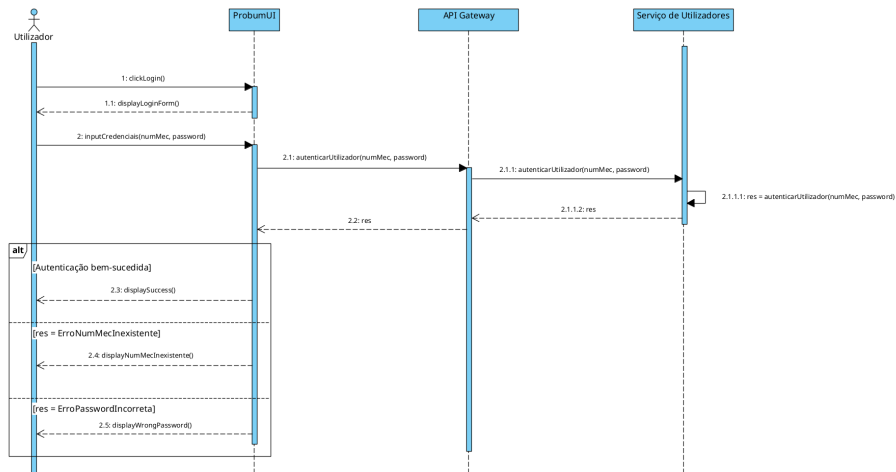 Utilizador
ProbumUI
API Gateway
Serviço de Utilizadores
1: clickLogin()
1.1: displayLoginForm()
2: inputCredenciais(numMec, password)
2.1: autenticarUtilizador(numMec, password)
2.1.1: autenticarUtilizador(numMec, password)
2.1.1.1: res = autenticarUtilizador(numMec, password)
2.1.1.2: res
2.2: res
alt
[Autenticação bem-sucedida]
2.3: displaySuccess()
[res = ErroNumMecInexistente]
2.4: displayNumMecInexistente()
[res = ErroPasswordIncorreta]
2.5: displayWrongPassword()